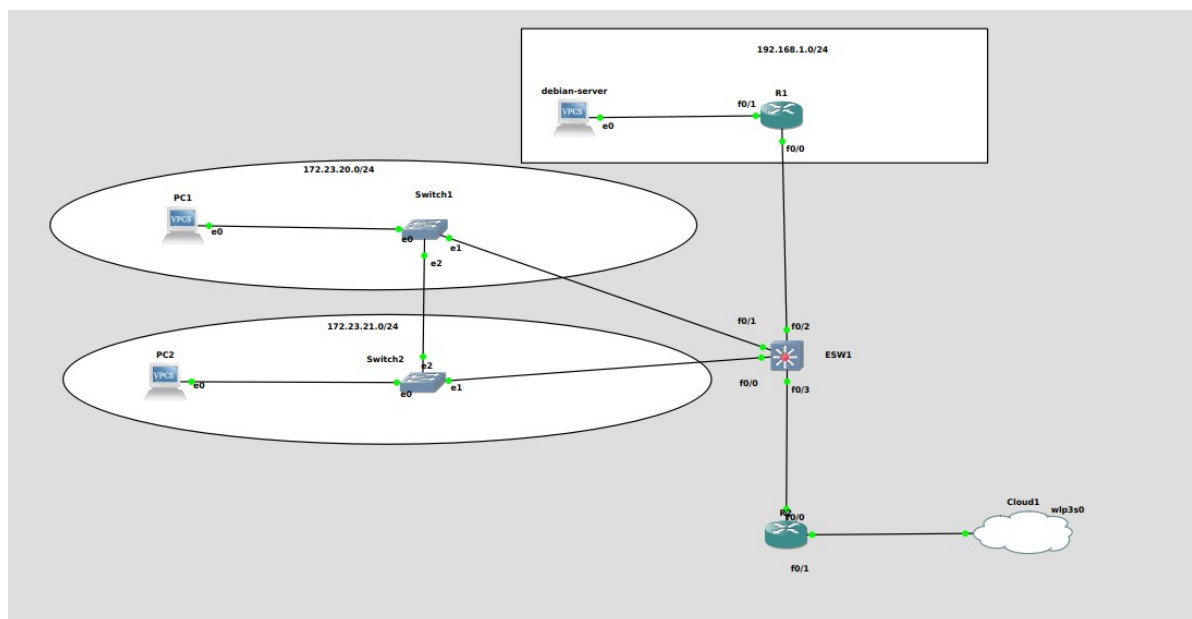 192.168.1.0/24
debian-server
R1
f0/1
VPCS
e0
f0/0
172.23.20.0/24
PC1
Switch1
VPCS
e0
e0
e1
e2
172.23.21.0/24
f0/1
f0/2
PC2
Switch2
e2
ESW1
VPCS
e0
e0
e1
f0/0
f0/3
Cloud1
wlp3s0
R2
f0/0
f0/1